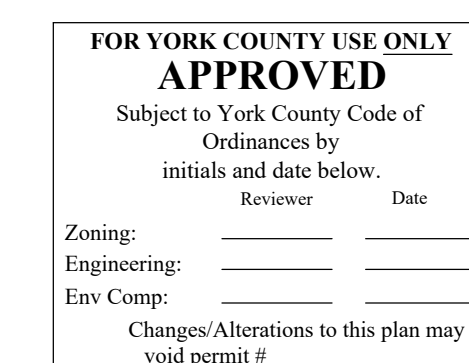 FOR YORK COUNTY USE ONLY
APPROVED
Subject to York County Code of
Ordinances by
initials and date below.
Reviewer Date
Zoning:
Engineering:
Env Comp:
Changes/Alterations to this plan may
void permit #